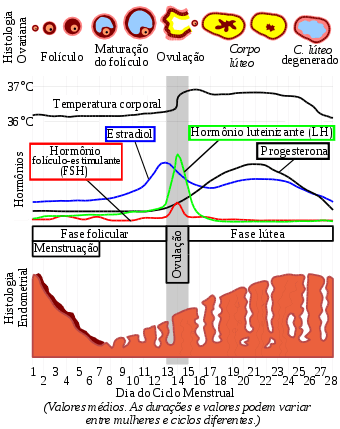 Histologia
Ovariana
Folículo
Maturação
do folículo
Ovulação
Corpo
lúteo
C. lúteo
degenerado
37°C
Temperatura corporal
36°C
Estradiol
Hormônio luteinizante (LH)
Hormônio
folículo-estimulante
(FSH)
Progesterona
Hormônios
Fase folicular
Ovulação
Fase lútea
Menstruação
Histologia
Endometrial
1 3 5 7 9 11 13 15 17 19 21 23 25 27 1
2 4 6 8 10 12 14 16 18 20 22 24 26 28
Dia do Ciclo Menstrual
(Valores médios. As durações e valores podem variar
entre mulheres e ciclos diferentes.)